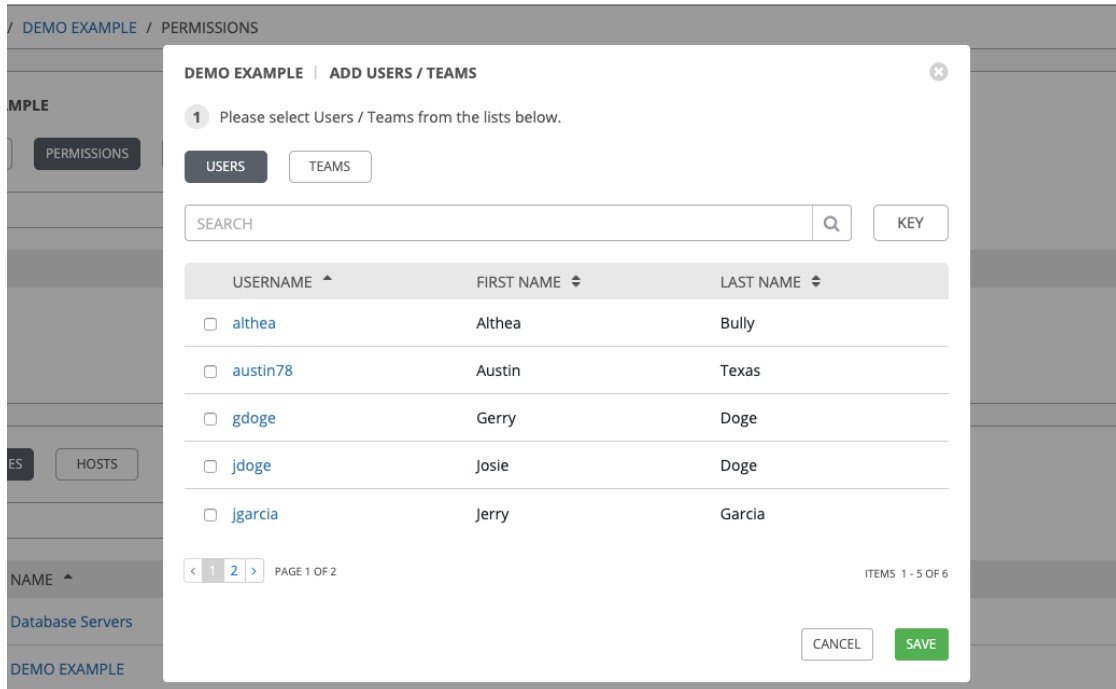 / DEMO EXAMPLE / PERMISSIONS
DEMO EXAMPLE | ADD USERS / TEAMS
1 Please select Users / Teams from the lists below.
USERS TEAMS
SEARCH KEY
USERNAME FIRST NAME LAST NAME
althea Althea Bully
austin78 Austin Texas
gdoge Gerry Doge
jdoge Josie Doge
jgarcia Jerry Garcia
< 1 2 > PAGE 1 OF 2 ITEMS 1 - 5 OF 6
CANCEL SAVE
AMPLE
PERMISSIONS
ES HOSTS
NAME
Database Servers
DEMO EXAMPLE